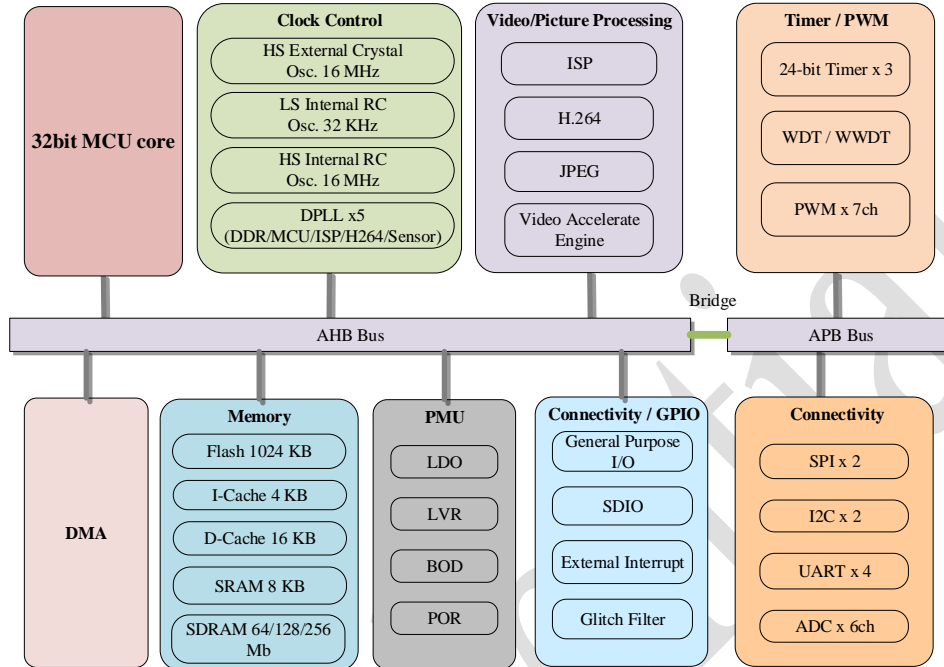 32bit MCU core
Clock Control
HS External Crystal
Osc. 16 MHz
LS Internal RC
Osc. 32 KHz
HS Internal RC
Osc. 16 MHz
DPLL x5
(DDR/MCU/ISP/H264/Sensor)
Video/Picture Processing
ISP
H.264
JPEG
Video Accelerate
Engine
Timer / PWM
24-bit Timer x 3
WDT / WWDT
PWM x 7ch
AHB Bus
Bridge
APB Bus
DMA
Memory
Flash 1024 KB
I-Cache 4 KB
D-Cache 16 KB
SRAM 8 KB
SDRAM 64/128/256
Mb
PMU
LDO
LVR
BOD
POR
Connectivity / GPIO
General Purpose
I/O
SDIO
External Interrupt
Glitch Filter
Connectivity
SPI x 2
I2C x 2
UART x 4
ADC x 6ch